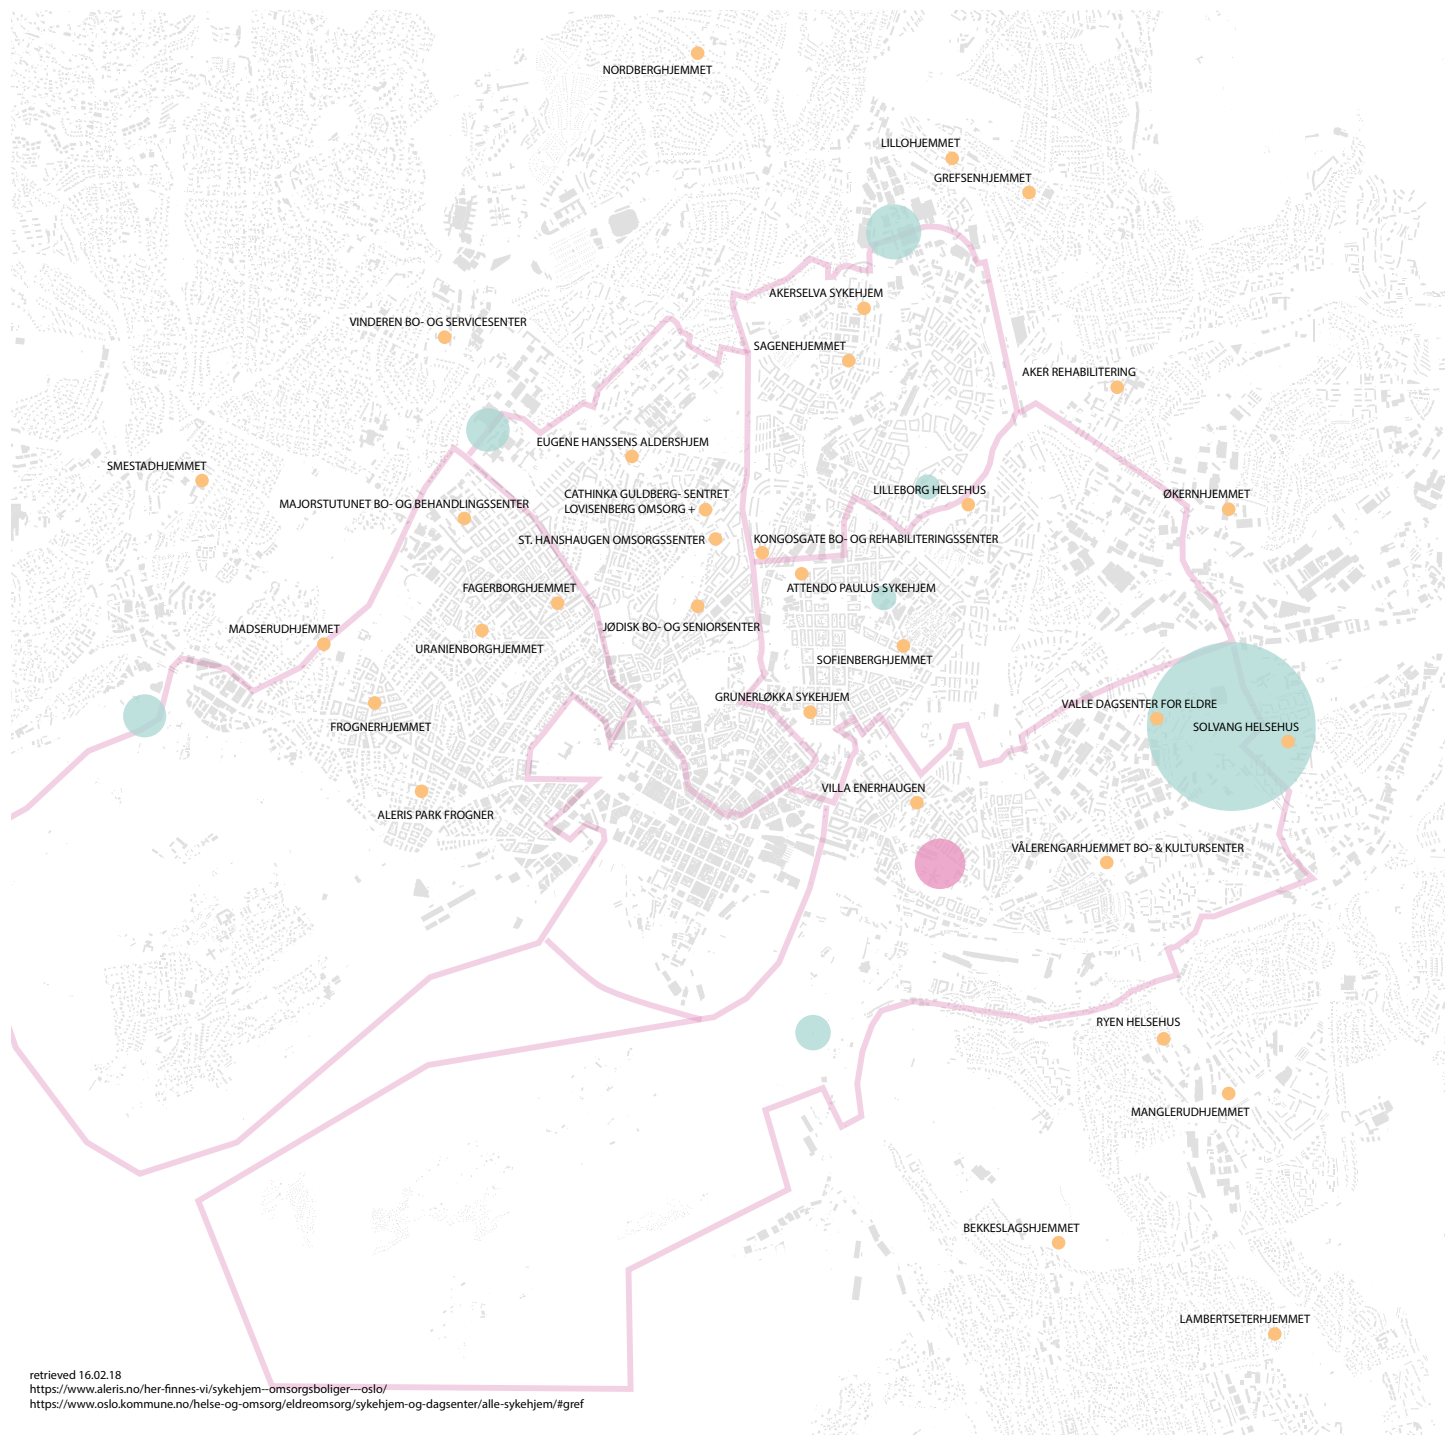 NORDBERGHJEMMET
LILLOHJEMMET
GREFSENHJEMMET
AKERSELVA SYKEHJEM
VINDEREN BO- OG SERVICESENTER
SAGENEHJEMMET
AKER REHABILITERING
EUGENE HANSSENS ALDERSHJEM
SMESTADHJEMMET
LILLEBORG HELSEHUS
ØKERNHJEMMET
CATHINKA GULDBERG- SENTRET
LOVISENBERG OMSORG +
MAJORSTUTUNET BO- OG BEHANDLINGSSENTER
ST. HANSHAUGEN OMSORGSSENTER
KONGOSGATE BO- OG REHABILITERINGSSENTER
FAGERBORGHJEMMET
ATTENDO PAULUS SYKEHJEM
MADSERUDHJEMMET
JØDISK BO- OG SENIORSENTER
URANIENBORGHJEMMET
SOFIENBERGHJEMMET
GRUNERLØKKA SYKEHJEM
VALLE DAGSENTER FOR ELDRE
FROGNERHJEMMET
SOLVANG HELSEHUS
VILLA ENERHAUGEN
ALERIS PARK FROGNER
VÅLERENGARHJEMMET BO- & KULTURSENTER
RYEN HELSEHUS
MANGLERUDHJEMMET
BEKKESLAGSHJEMMET
LAMBERTSETERHJEMMET
retrieved 16.02.18
https://www.aleris.no/her-finnes-vi/sykehjem--omsorgsboliger---oslo/
https://www.oslo.kommune.no/helse-og-omsorg/eldreomsorg/sykehjem-og-dagsenter/alle-sykehjem/#gref